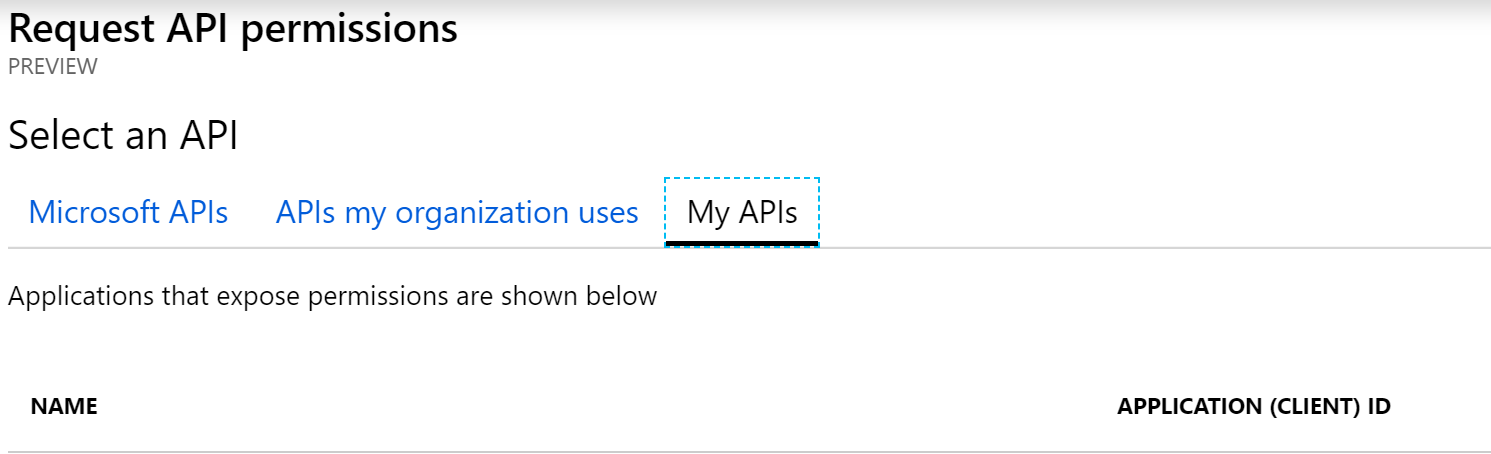 Request API permissions
PREVIEW
Select an API
Microsoft APIs APIs my organization uses My APIs
Applications that expose permissions are shown below
NAME APPLICATION (CLIENT) ID